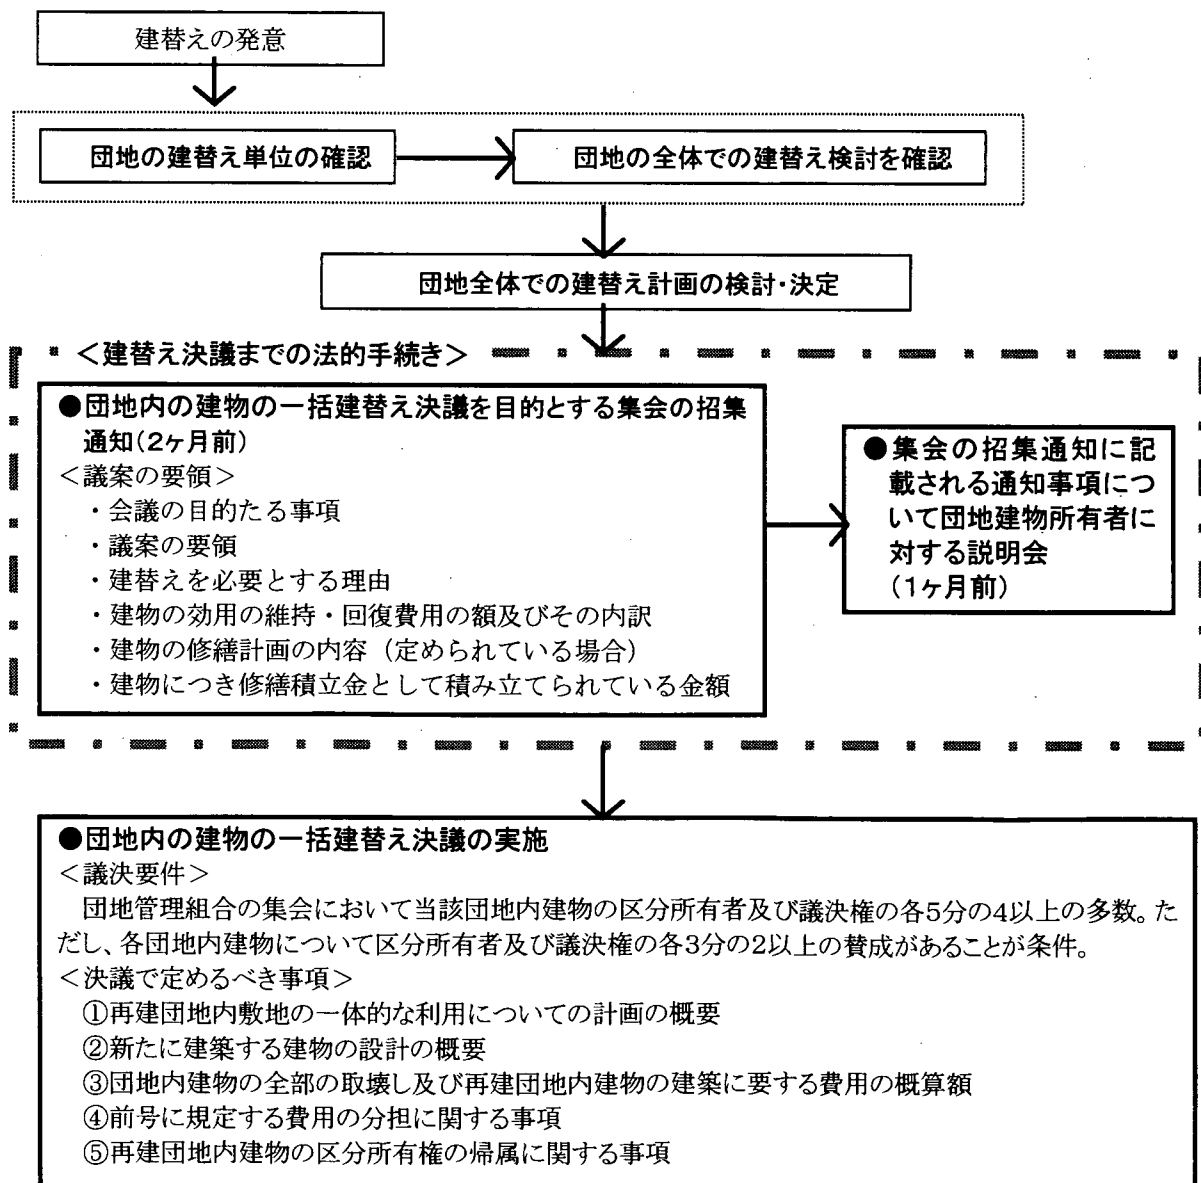 建替えの発意
団地の建替え単位の確認
団地の全体での建替え検討を確認
団地全体での建替え計画の検討・決定
＜建替え決議までの法的手続き＞
●団地内の建物の一括建替え決議を目的とする集会の招集
通知(2ヶ月前)
＜議案の要領＞
・会議の目的たる事項
・議案の要領
・建替えを必要とする理由
・建物の効用の維持・回復費用の額及びその内訳
・建物の修繕計画の内容（定められている場合）
・建物につき修繕積立金として積み立てられている金額
●集会の招集通知に記
載される通知事項につ
いて団地建物所有者に
対する説明会
(1ヶ月前)
●団地内の建物の一括建替え決議の実施
＜議決要件＞
団地管理組合の集会において当該団地内建物の区分所有者及び議決権の各5分の4以上の多数。た
だし、各団地内建物について区分所有者及び議決権の各3分の2以上の賛成があることが条件。
＜決議で定めるべき事項＞
①再建団地内敷地の一体的な利用についての計画の概要
②新たに建築する建物の設計の概要
③団地内建物の全部の取壊し及び再建団地内建物の建築に要する費用の概算額
④前号に規定する費用の分担に関する事項
⑤再建団地内建物の区分所有権の帰属に関する事項